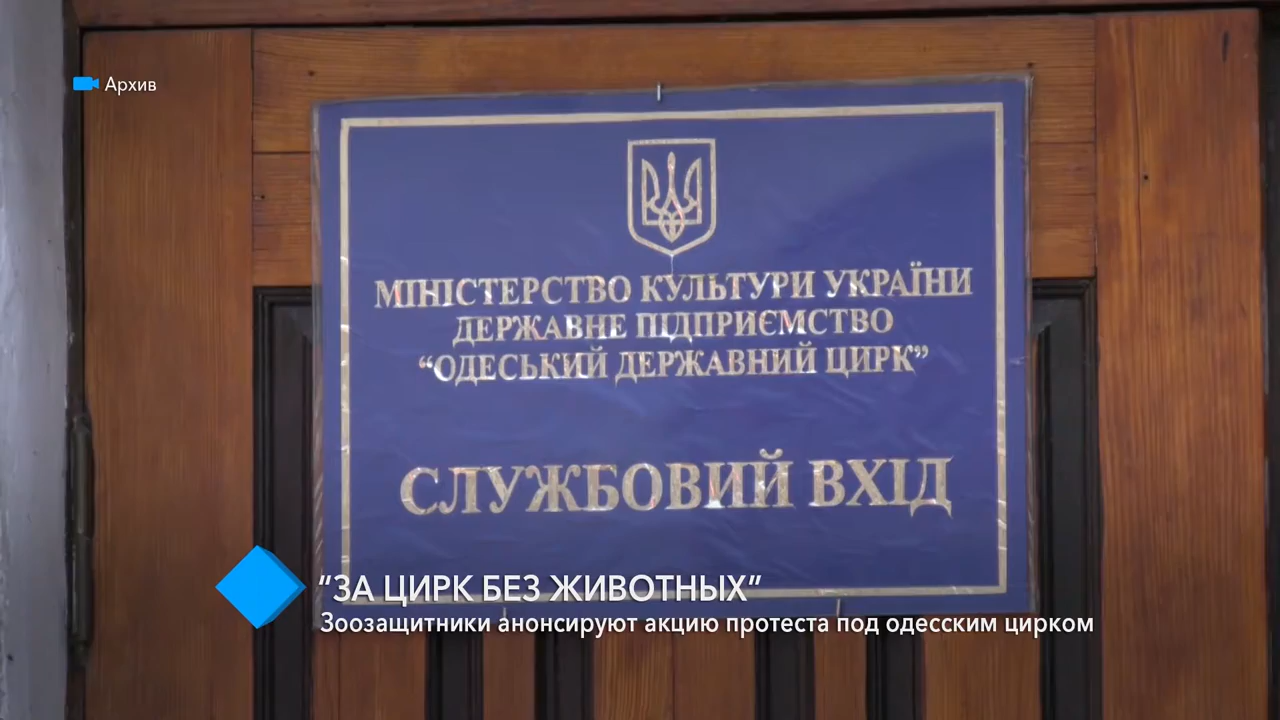 Архив
МІНІСТЕРСТВО КУЛЬТУРИ УКРАЇНИ
ДЕРЖАВНЕ ПІДПРИЄМСТВО
“ОДЕСЬКИЙ ДЕРЖАВНИЙ ЦИРК”
СЛУЖБОВИЙ ВХІД
“ЗА ЦИРК БЕЗ ЖИВОТНЫХ”
Зоозащитники анонсируют акцию протеста под одесским цирком